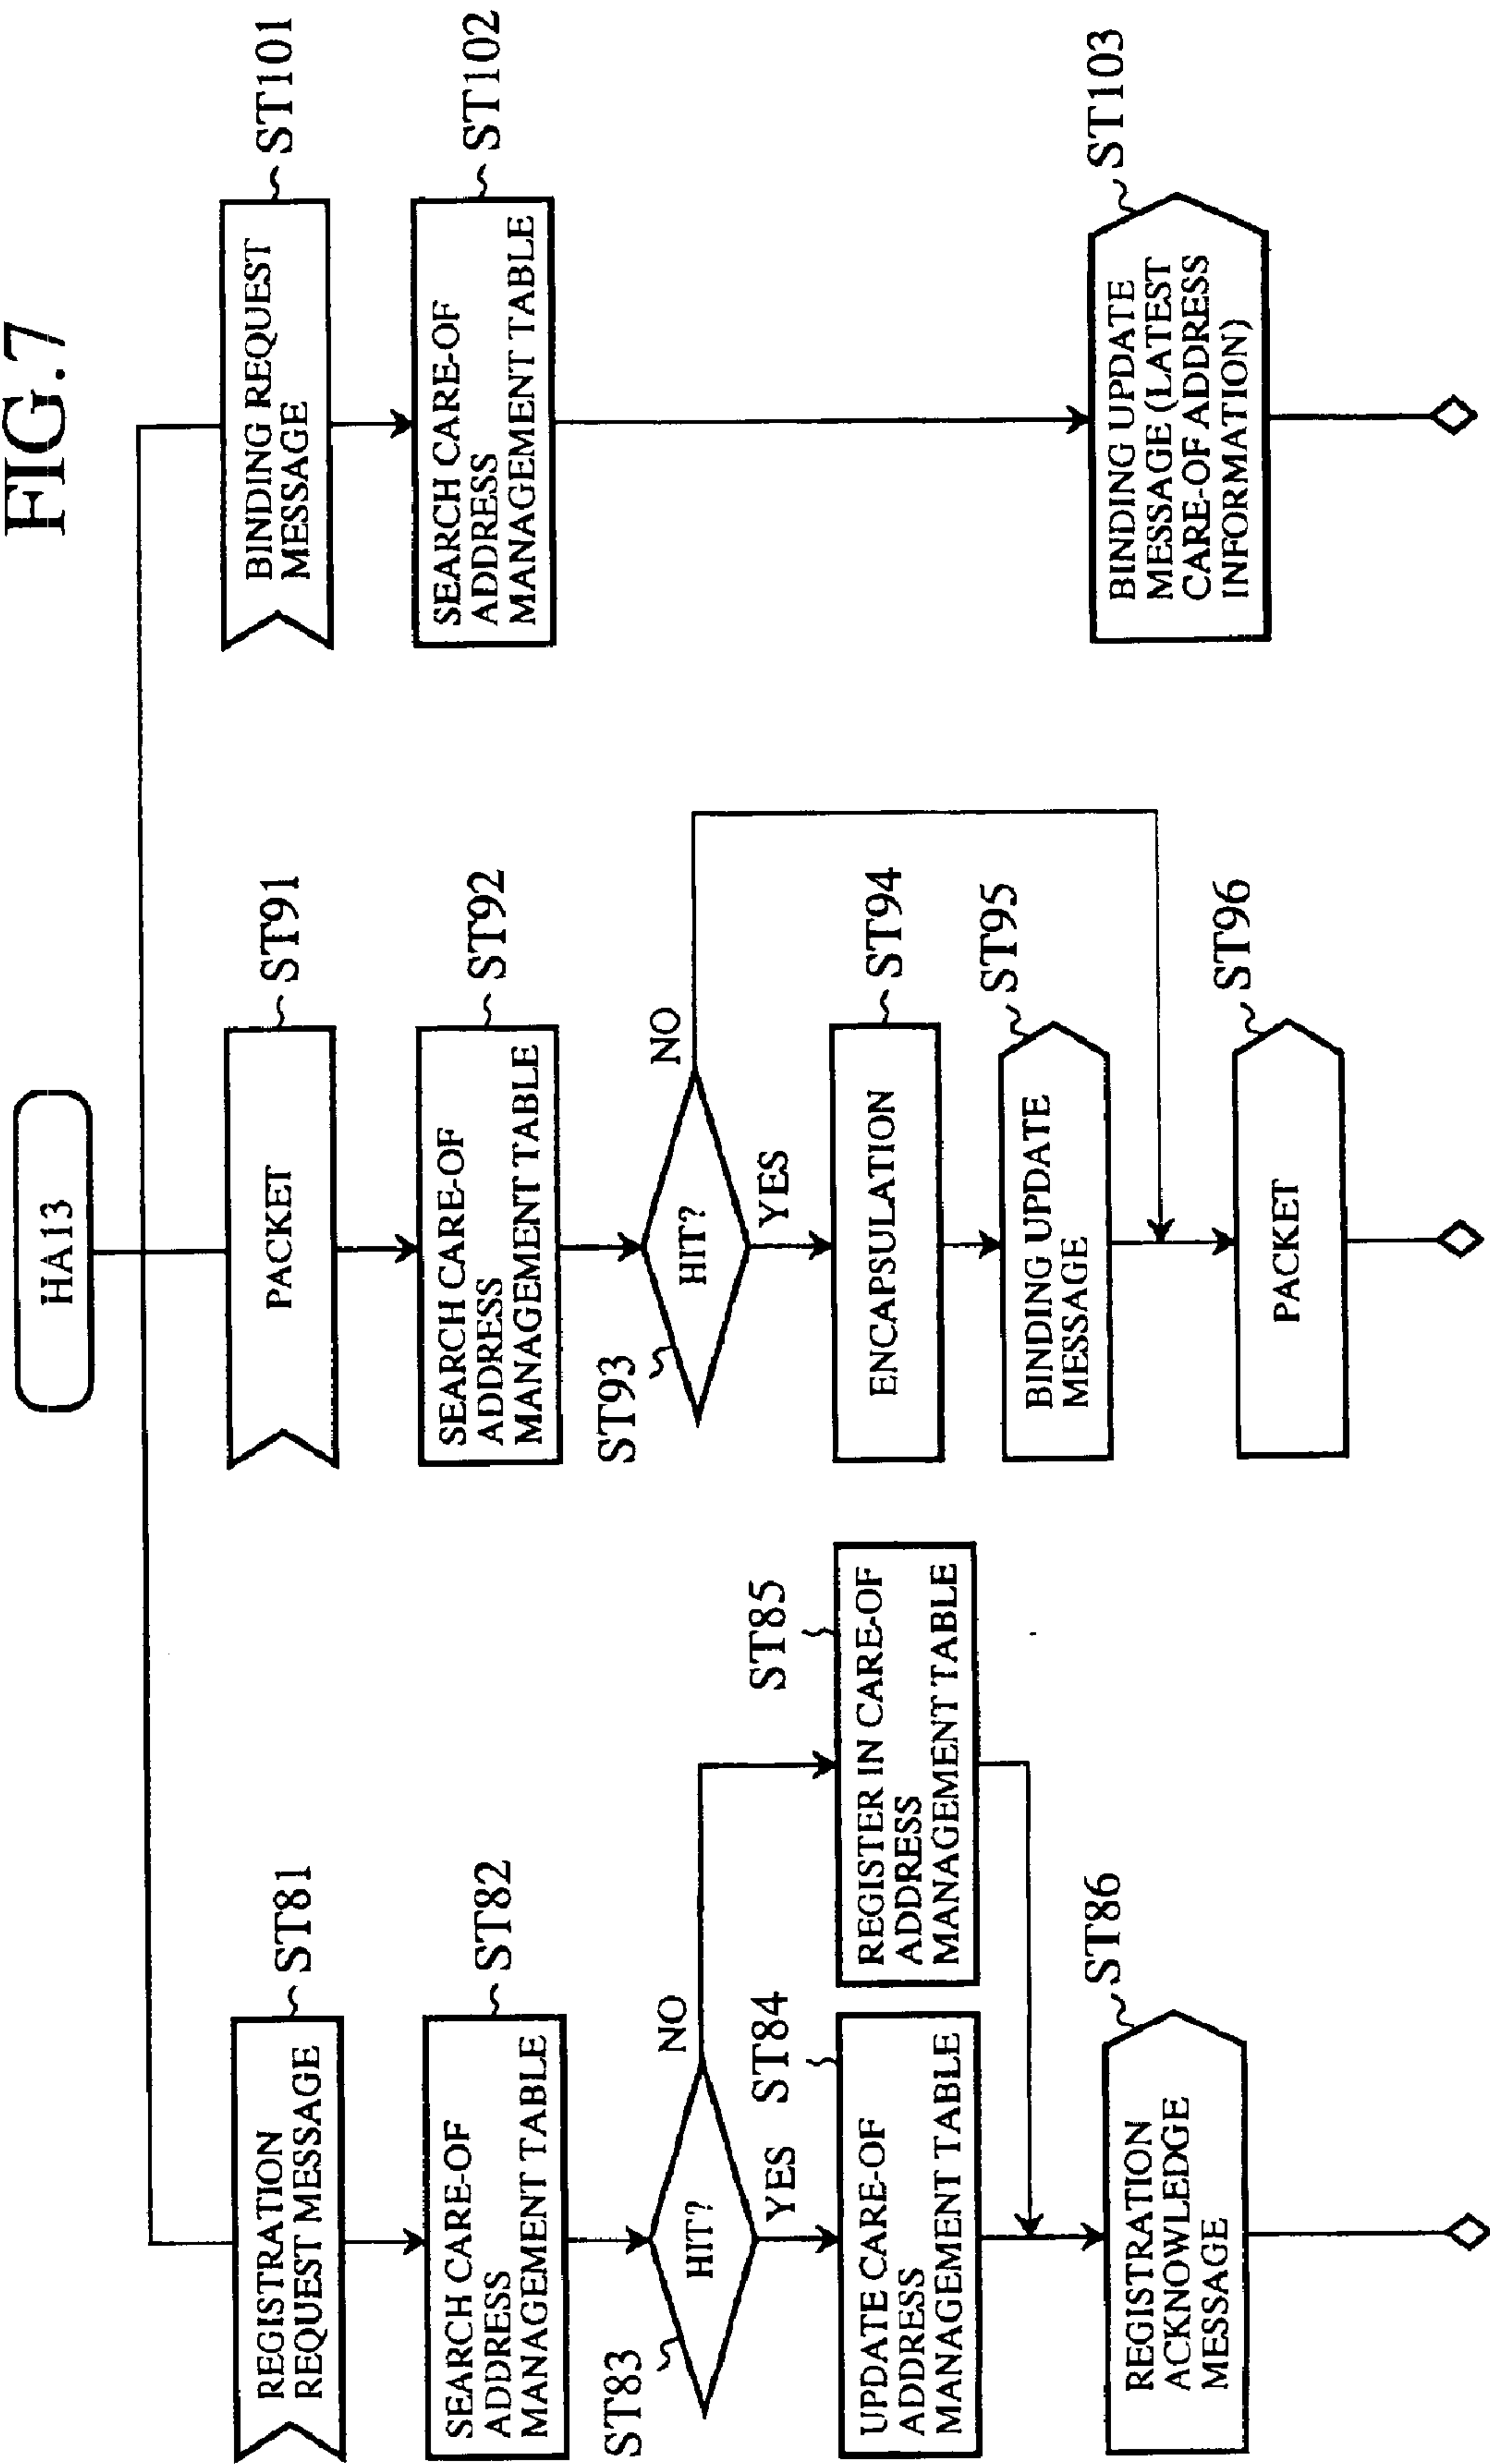 FIG.7
HA13
REGISTRATION
REQUEST MESSAGE
ST81
SEARCH CARE-OF
ADDRESS
MANAGEMENT TABLE
ST82
HIT?
ST83
NO
YES
UPDATE CARE-OF
ADDRESS
MANAGEMENT TABLE
ST84
REGISTER IN CARE-OF
ADDRESS
MANAGEMENT TABLE
ST85
REGISTRATION
ACKNOWLEDGE
MESSAGE
ST86
PACKET
ST91
SEARCH CARE-OF
ADDRESS
MANAGEMENT TABLE
ST92
HIT?
ST93
NO
YES
ENCAPSULATION
ST94
BINDING UPDATE
MESSAGE
ST95
PACKET
ST96
BINDING REQUEST
MESSAGE
ST101
SEARCH CARE-OF
ADDRESS
MANAGEMENT TABLE
ST102
BINDING UPDATE
MESSAGE (LATEST
CARE-OF ADDRESS
INFORMATION)
ST103